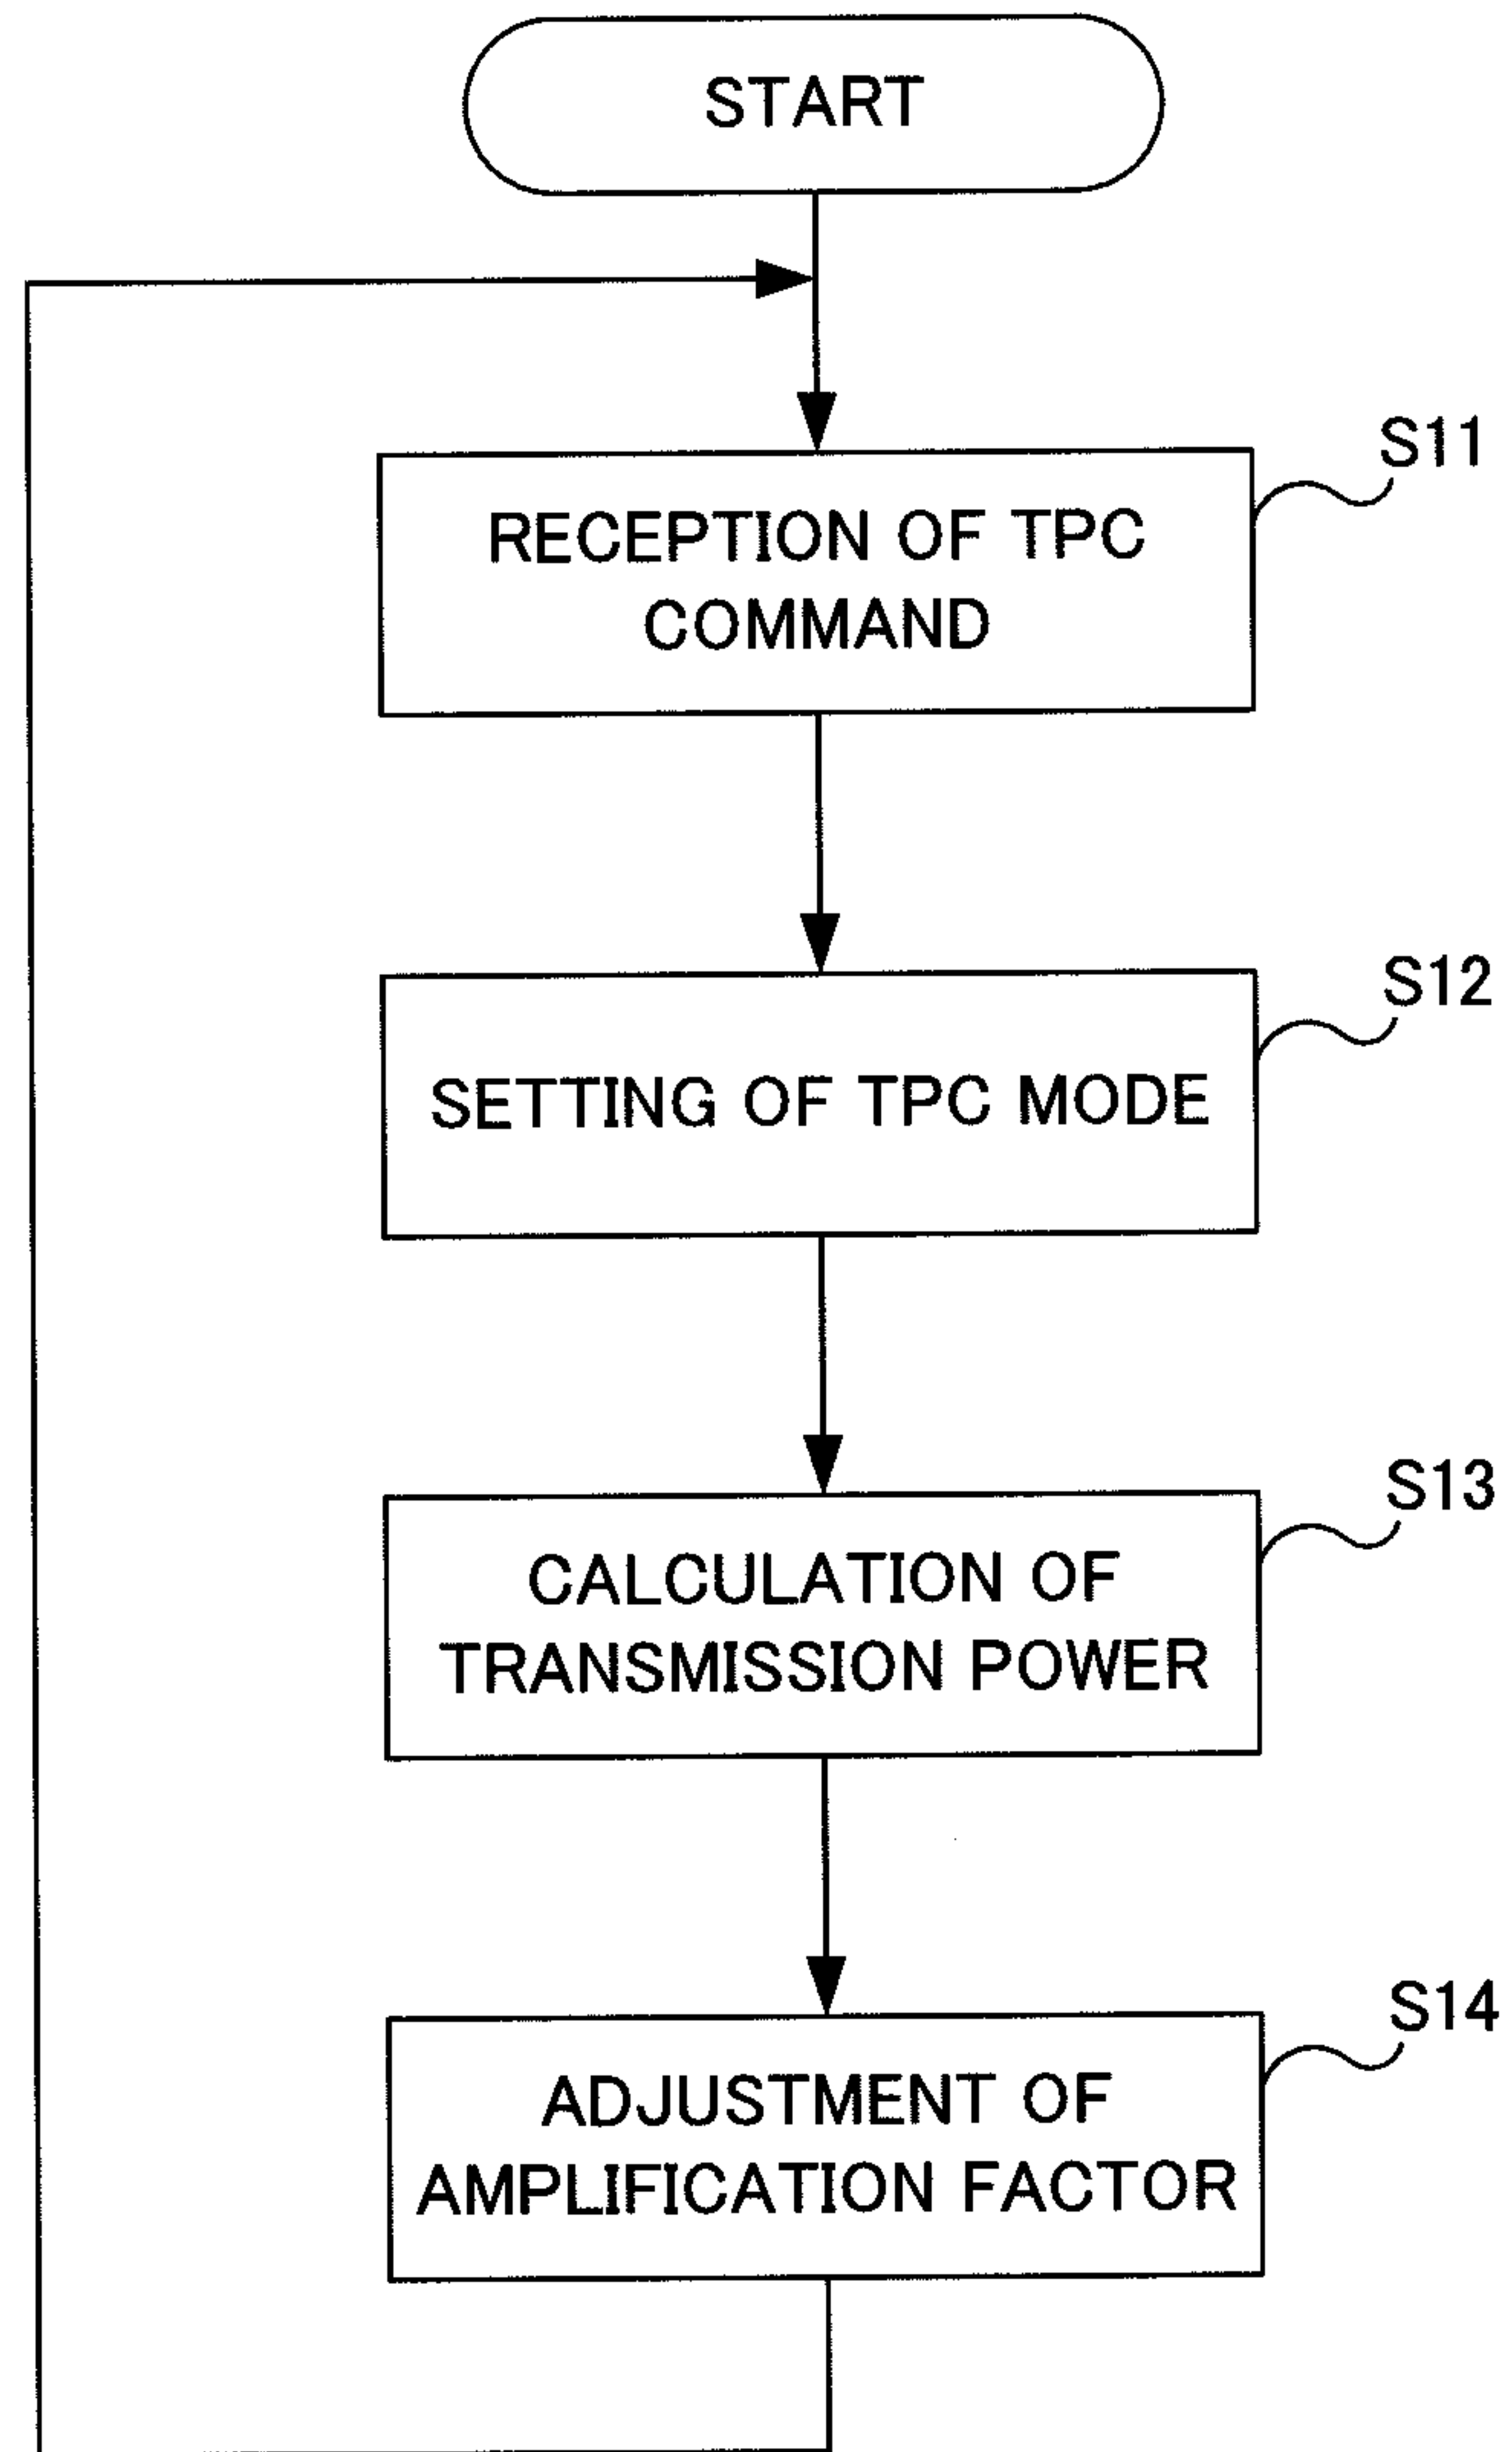 START
S11
RECEPTION OF TPC
COMMAND
S12
SETTING OF TPC MODE
S13
CALCULATION OF
TRANSMISSION POWER
S14
ADJUSTMENT OF
AMPLIFICATION FACTOR